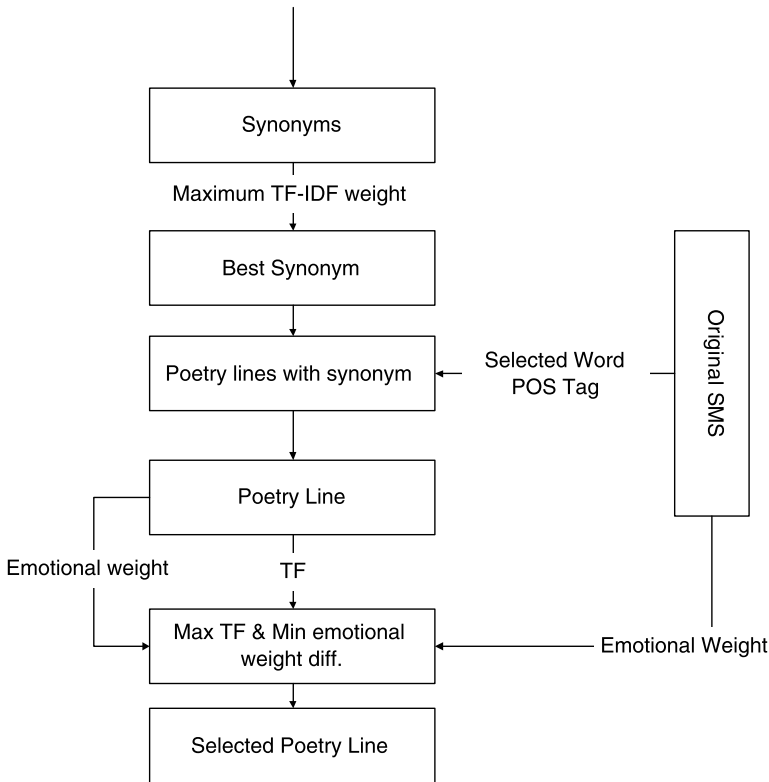 Synonyms
Maximum TF-IDF weight
Best Synonym
Original SMS
Poetry lines with synonym
Selected Word
POS Tag
Poetry Line
Emotional weight
TF
Max TF & Min emotional
weight diff.
Emotional Weight
Selected Poetry Line